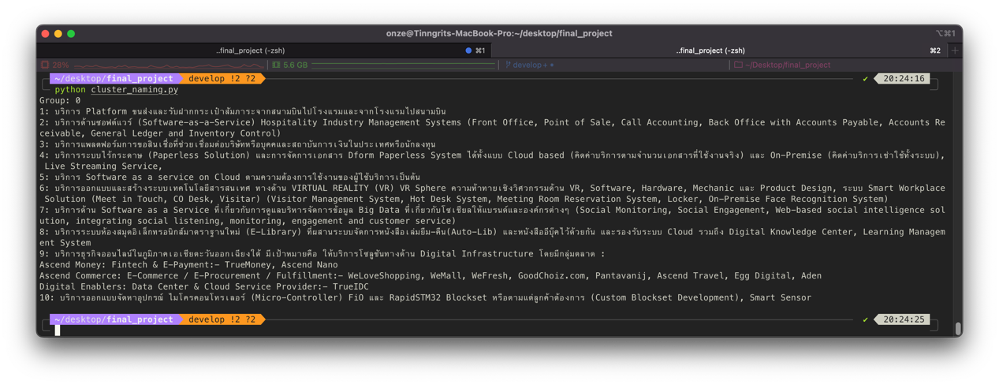 onze@Tinngrits-MacBook-Pro:~/desktop/final_project
⌥⌘1
..final_project (-zsh)
⌘1
..final_project (-zsh)
⌘2
28%
5.6 GB
develop+
~/Desktop/final_project
~/desktop/final_project develop !2 ?2 ✔ 20:24:16
python cluster_naming.py
Group: 0
1: บริการ Platform ขนส่งและรับฝากกระเป๋าสัมภาระจากสนามบินไปโรงแรมและจากโรงแรมไปสนามบิน
2: บริการด้านซอฟต์แวร์ (Software-as-a-Service) Hospitality Industry Management Systems (Front Office, Point of Sale, Call Accounting, Back Office with Accounts Payable, Accounts Re
ceivable, General Ledger and Inventory Control)
3: บริการแพลตฟอร์มการขอสินเชื่อที่ช่วยเชื่อมต่อบริษัทหรือบุคคลและสถาบันการเงินในประเทศหรือนักลงทุน
4: บริการระบบไร้กระดาษ (Paperless Solution) และการจัดการเอกสาร Dform Paperless System ได้ทั้งแบบ Cloud based (คิดค่าบริการตามจำนวนเอกสารที่ใช้งานจริง) และ On-Premise (คิดค่าบริการเช่าใช้ทั้งระบบ),
Live Streaming Service,
5: บริการ Software as a service on Cloud ตามความต้องการใช้งานของผู้ใช้บริการเป็นต้น
6: บริการออกแบบและสร้างระบบเทคโนโลยีสารสนเทศ ทางด้าน VIRTUAL REALITY (VR) VR Sphere ความท้าทายเชิงวิศวกรรมด้าน VR, Software, Hardware, Mechanic และ Product Design, ระบบ Smart Workplace
Solution (Meet in Touch, CO Desk, Visitar) (Visitor Management System, Hot Desk System, Meeting Room Reservation System, Locker, On-Premise Face Recognition System)
7: บริการด้าน Software as a Service ที่เกี่ยวกับการดูแลบริหารจัดการข้อมูล Big Data ที่เกี่ยวกับโซเชียลให้แบรนด์และองค์กรต่างๆ (Social Monitoring, Social Engagement, Web-based social intelligence sol
ution, integrating social listening, monitoring, engagement and customer service)
8: บริการระบบห้องสมุดอิเล็กทรอนิกส์มาตราฐานใหม่ (E-Library) ที่ผสานระบบจัดการหนังสือเล่มยืม-คืน(Auto-Lib) และหนังสืออีบุ๊คไว้ด้วยกัน และรองรับระบบ Cloud รวมถึง Digital Knowledge Center, Learning Managem
ent System
9: บริการธุรกิจออนไลน์ในภูมิภาคเอเชียตะวันออกเฉียงใต้ มีเป้าหมายคือ ให้บริการโซลูชันทางด้าน Digital Infrastructure โดยมีกลุ่มตลาด :
Ascend Money: Fintech & E-Payment:- TrueMoney, Ascend Nano
Ascend Commerce: E-Commerce / E-Procurement / Fulfillment:- WeLoveShopping, WeMall, WeFresh, GoodChoiz.com, Pantavanij, Ascend Travel, Egg Digital, Aden
Digital Enablers: Data Center & Cloud Service Provider:- TrueIDC
10: บริการออกแบบจัดหาอุปกรณ์ ไมโครคอนโทรเลอร์ (Micro-Controller) FiO และ RapidSTM32 Blockset หรือตามแต่ลูกค้าต้องการ (Custom Blockset Development), Smart Sensor
~/desktop/final_project develop !2 ?2 ✔ 20:24:25